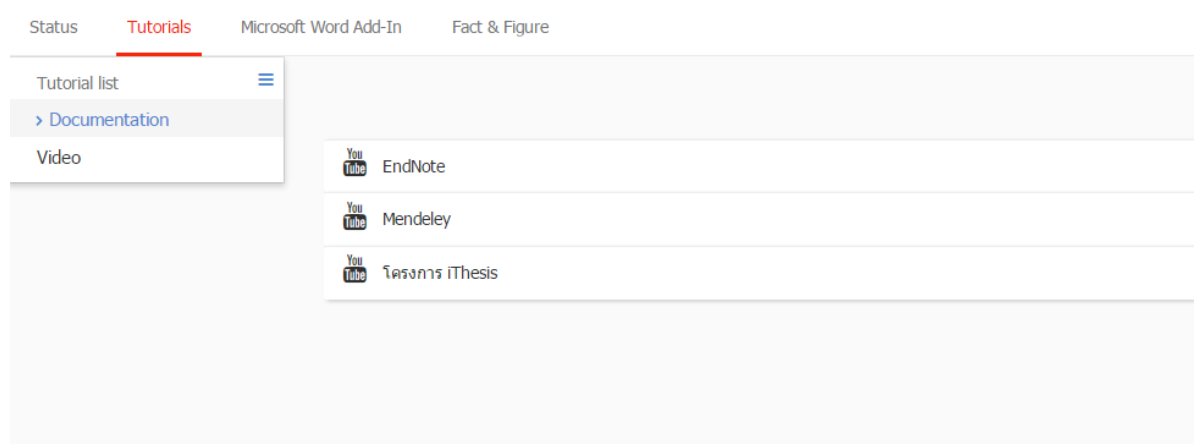 Status Tutorials Microsoft Word Add-In Fact & Figure
Tutorial list
› Documentation
Video
You Tube EndNote
You Tube Mendeley
You Tube โครงการ iThesis